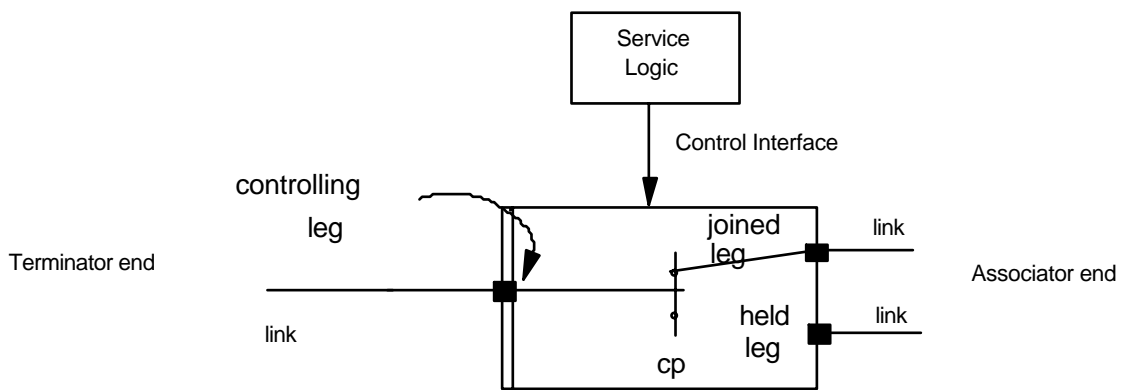 Service
Logic
Control Interface
controlling
leg
joined
leg
link
Terminator end
Associator end
link
held
leg
link
cp